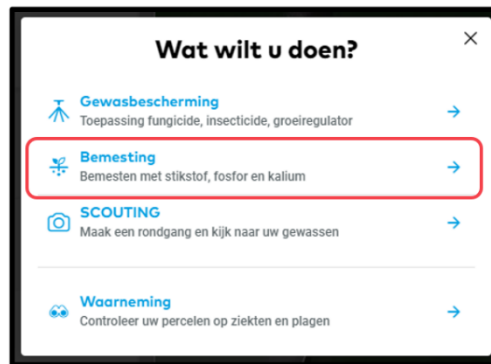 Wat wilt u doen?
Gewasbescherming
Toepassing fungicide, insecticide, groeiregulator
Bemesting
Bemesten met stikstof, fosfor en kalium
SCOUTING
Maak een rondgang en kijk naar uw gewassen
Waarneming
Controleer uw percelen op ziekten en plagen